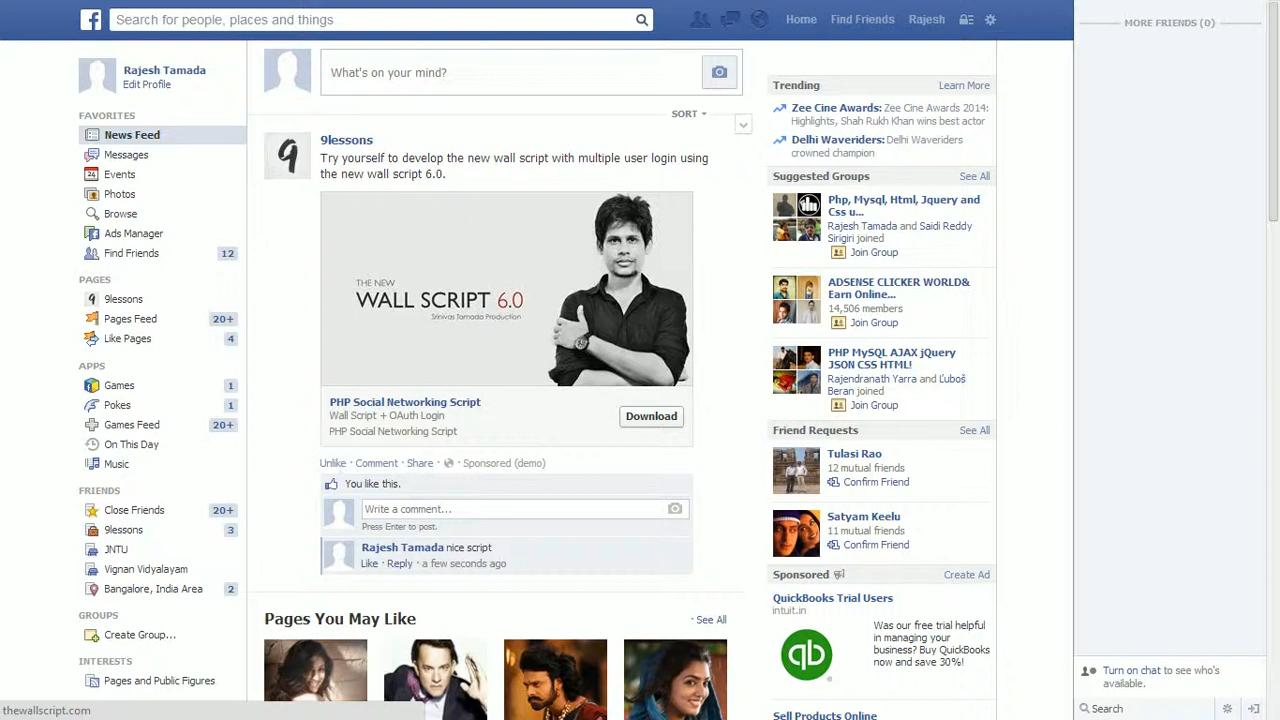 Search for people, places and things
Home
Find Friends
Rajesh
MORE FRIENDS (0)
Rajesh Tamada
Edit Profile
FAVORITES
News Feed
Messages
Events
Photos
Browse
Ads Manager
Find Friends 12
PAGES
9lessons
Pages Feed 20+
Like Pages 4
APPS
Games 1
Pokes 1
Games Feed 20+
On This Day
Music
FRIENDS
Close Friends 20+
9lessons 3
JNTU
Vignan Vidyalayam
Bangalore, India Area 2
GROUPS
Create Group...
INTERESTS
Pages and Public Figures
thewallscript.com
What's on your mind?
SORT
9
9lessons
Try yourself to develop the new wall script with multiple user login using
the new wall script 6.0.
THE NEW
WALL SCRIPT 6.0
Srinivas Tamada Production
PHP Social Networking Script
Wall Script + OAuth Login
PHP Social Networking Script
Download
Unlike · Comment · Share · Sponsored (demo)
You like this.
Write a comment...
Press Enter to post.
Rajesh Tamada nice script
Like · Reply · a few seconds ago
Pages You May Like
· See All
Trending
Learn More
Zee Cine Awards: Zee Cine Awards 2014:
Highlights, Shah Rukh Khan wins best actor
Delhi Waveriders: Delhi Waveriders
crowned champion
Suggested Groups
See All
Php, Mysql, Html, Jquery and
Css u...
Rajesh Tamada and Saidi Reddy
Sirigiri joined
Join Group
ADSENSE CLICKER WORLD&
Earn Online...
14,506 members
Join Group
PHP MySQL AJAX jQuery
JSON CSS HTML!
Rajendranath Yarra and Ľuboš
Beran joined
Join Group
Friend Requests
See All
Tulasi Rao
12 mutual friends
Confirm Friend
Satyam Keelu
11 mutual friends
Confirm Friend
Sponsored
Create Ad
QuickBooks Trial Users
intuit.in
qb
Was our free trial helpful
in managing your
business? Buy QuickBooks
now and save 30%!
Sell Products Online
Turn on chat to see who's
available.
Search